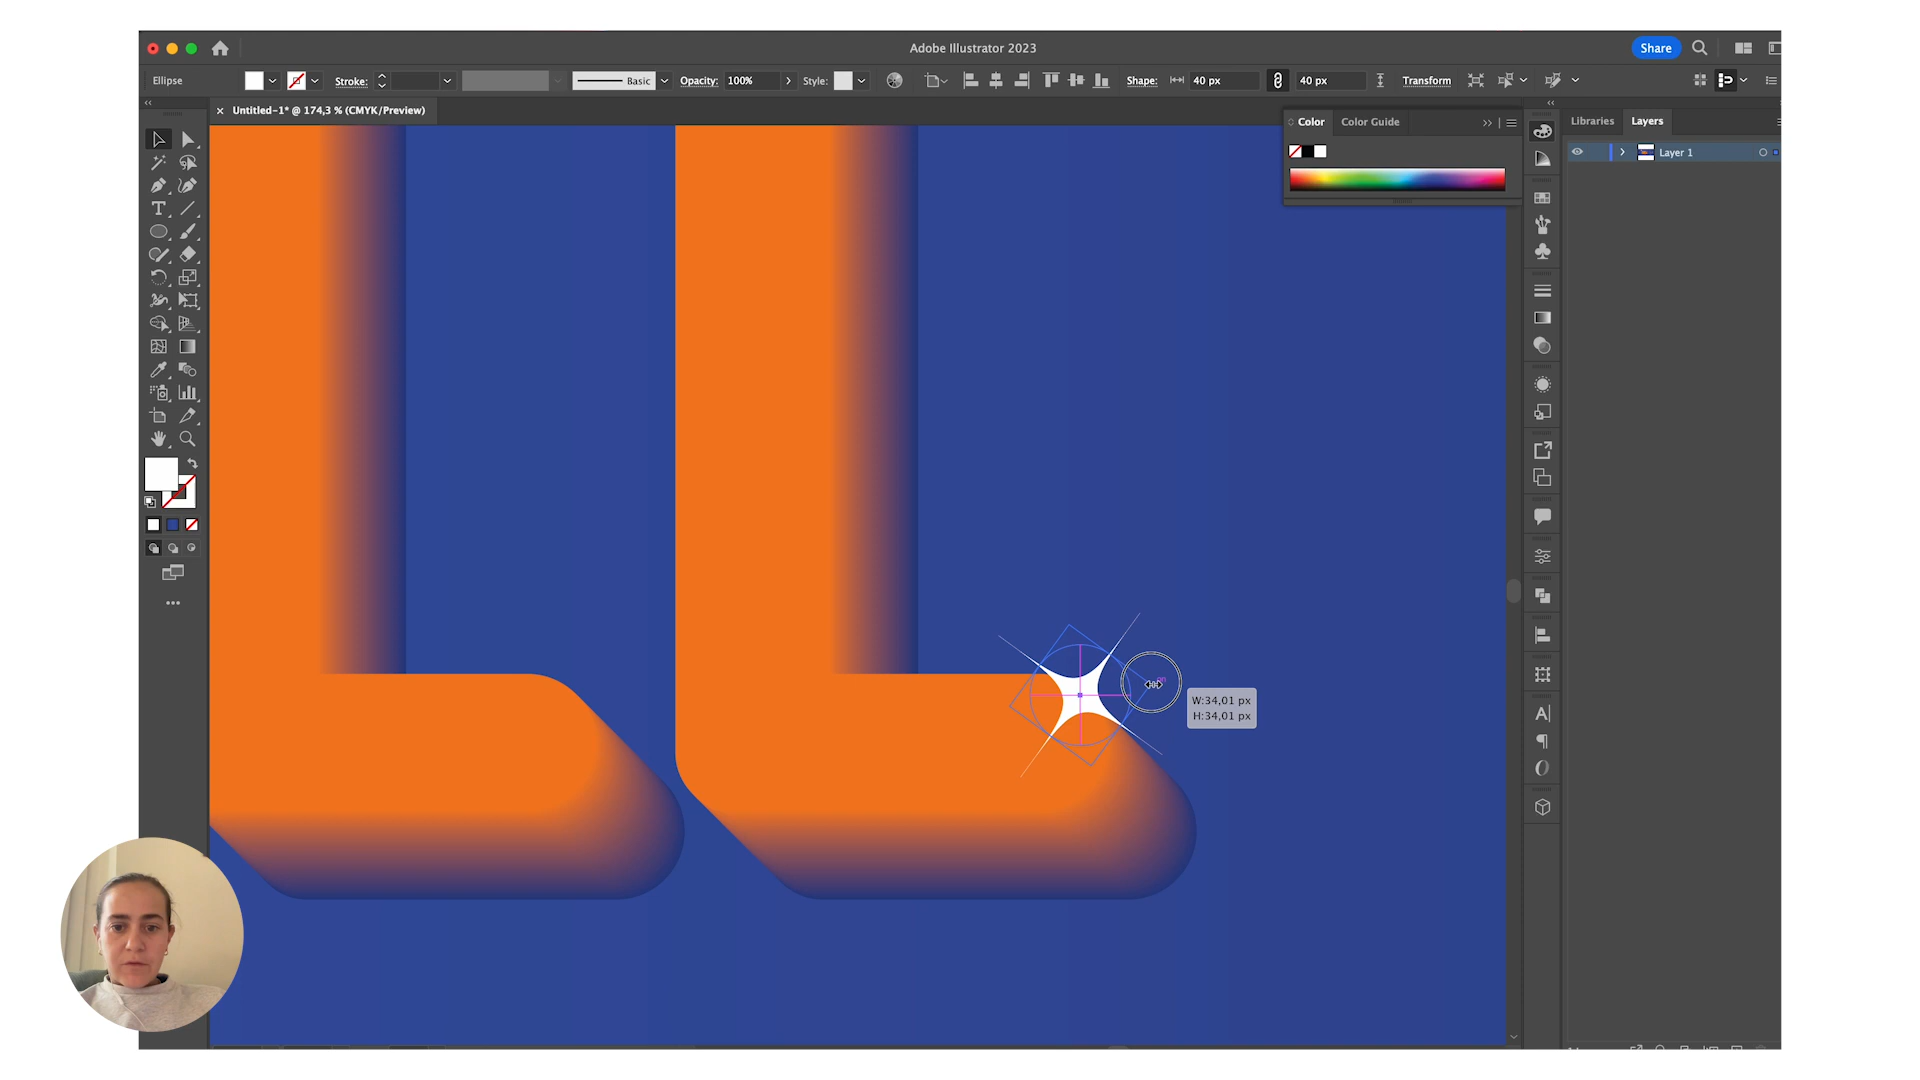 Adobe Illustrator 2023
Share
Ellipse
Stroke:
Basic
Opacity:
100%
Style:
Shape:
40 px
40 px
Transform
Untitled-1* @ 174,3 % (CMYK/Preview)
Color
Color Guide
Libraries
Layers
Layer 1
W:34,01 px
H:34,01 px